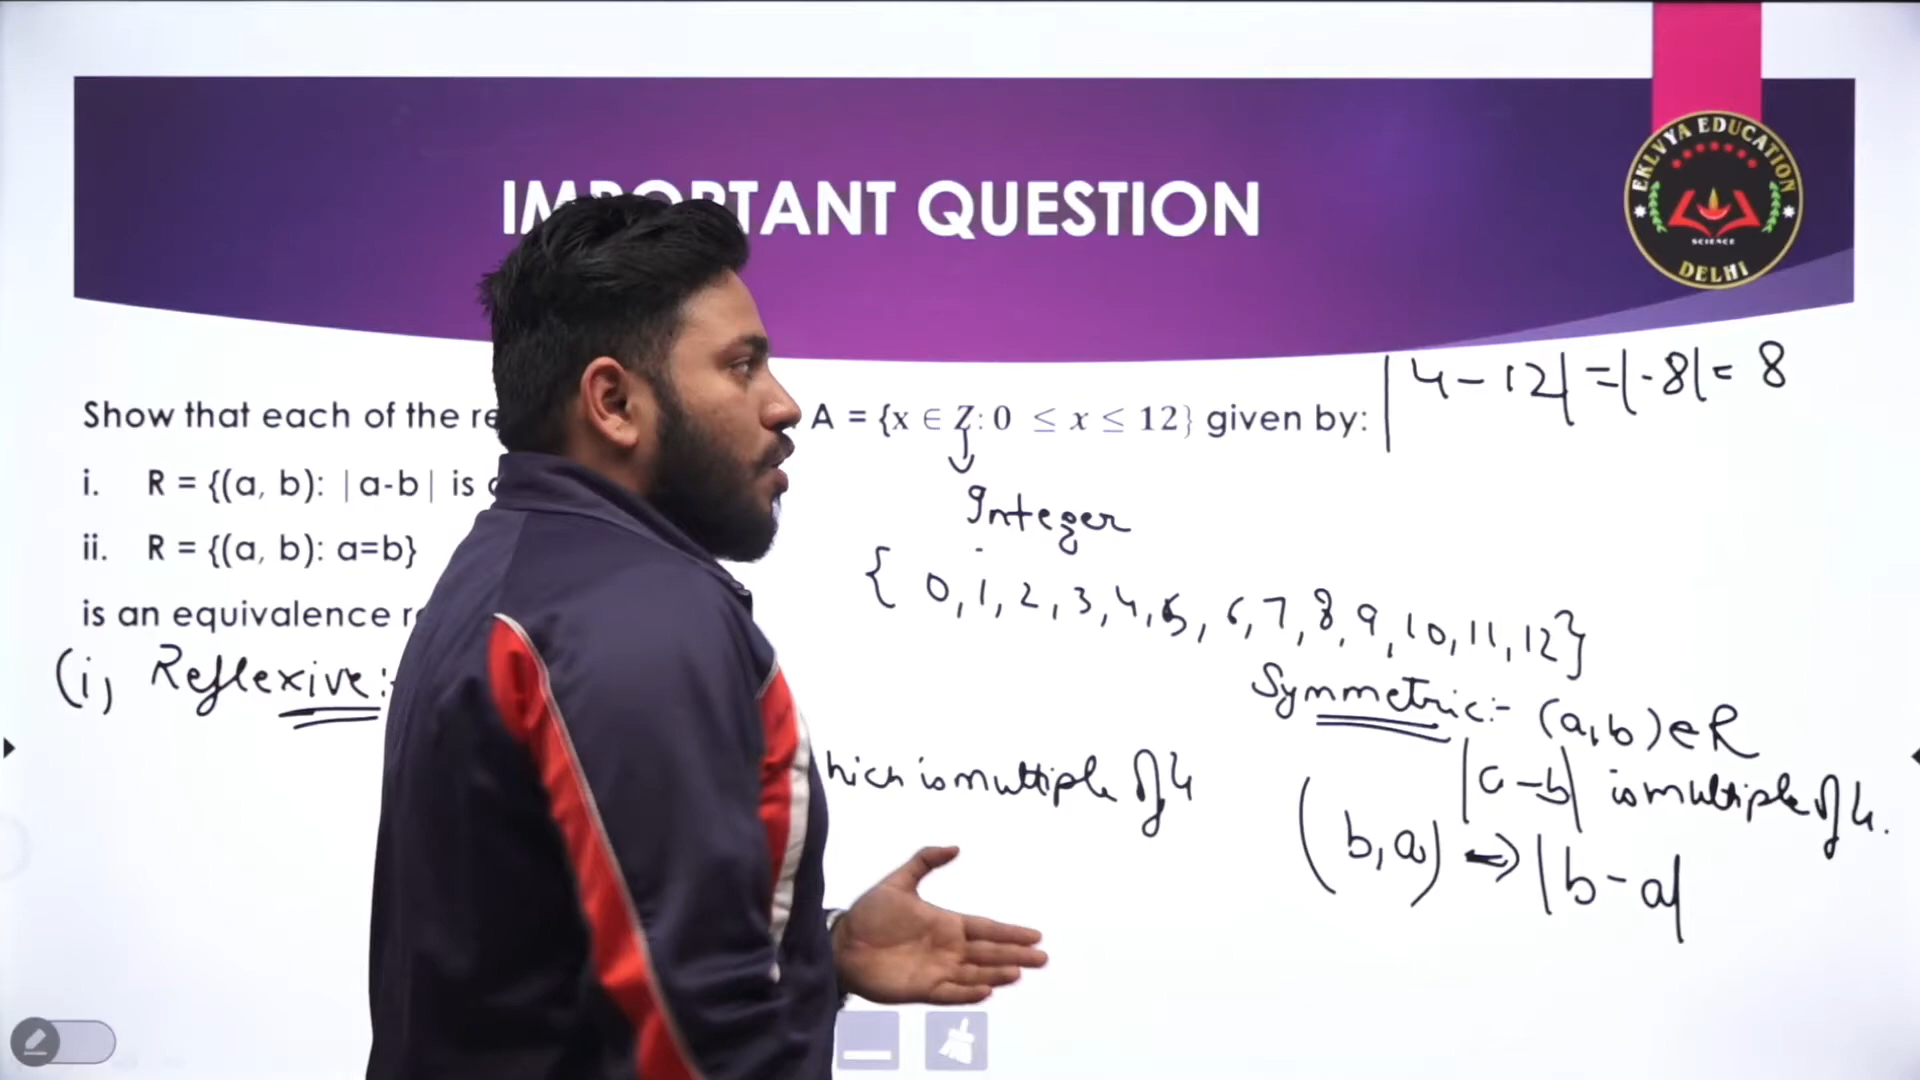 IMPORTANT QUESTION
EKLVYA EDUCATION
SCIENCE
DELHI
|4-12| = |-8| = 8
Show that each of the re A = {x ∈ Z: 0 ≤ x ≤ 12} given by:
i. R = {(a, b): |a-b| is
Integer
ii. R = {(a, b): a=b}
{ 0, 1, 2, 3, 4, 5, 6, 7, 8, 9, 10, 11, 12}
is an equivalence r
(i) Reflexive:-
Symmetric:- (a,b)∈R
hich is multiple of 4
|a-b| is multiple of 4.
(b,a) → |b-a|